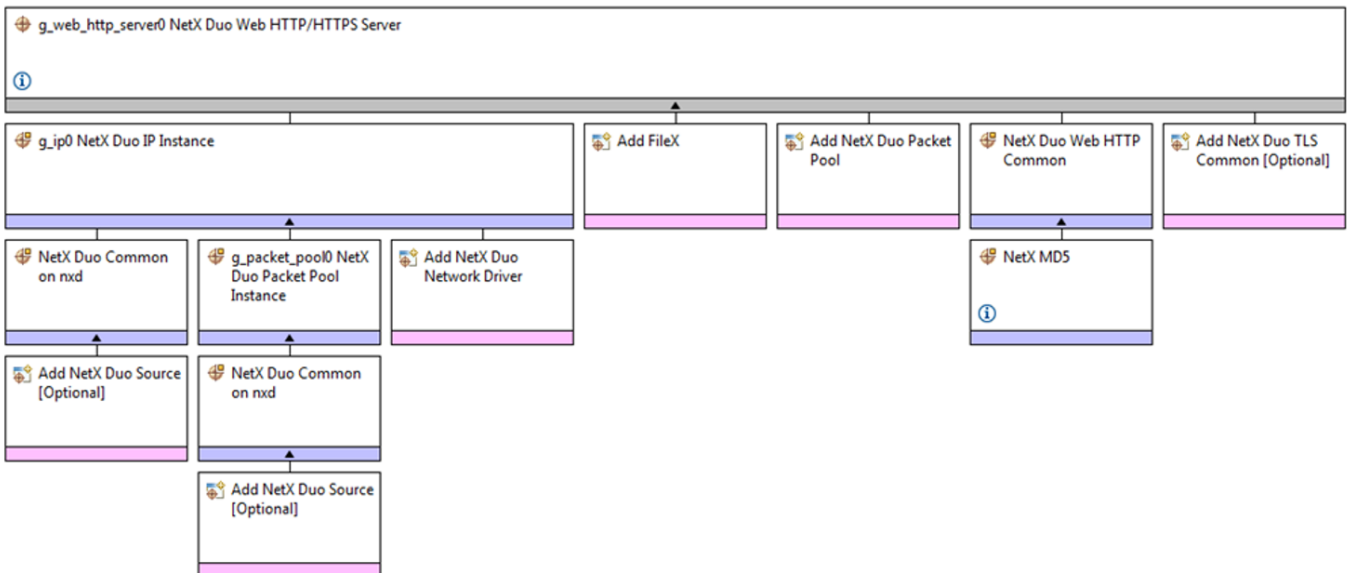 g_web_http_server0 NetX Duo Web HTTP/HTTPS Server
g_ip0 NetX Duo IP Instance
Add FileX
Add NetX Duo Packet
Pool
NetX Duo Web HTTP
Common
Add NetX Duo TLS
Common [Optional]
NetX Duo Common
on nxd
g_packet_pool0 NetX
Duo Packet Pool
Instance
Add NetX Duo
Network Driver
NetX MD5
Add NetX Duo Source
[Optional]
NetX Duo Common
on nxd
Add NetX Duo Source
[Optional]